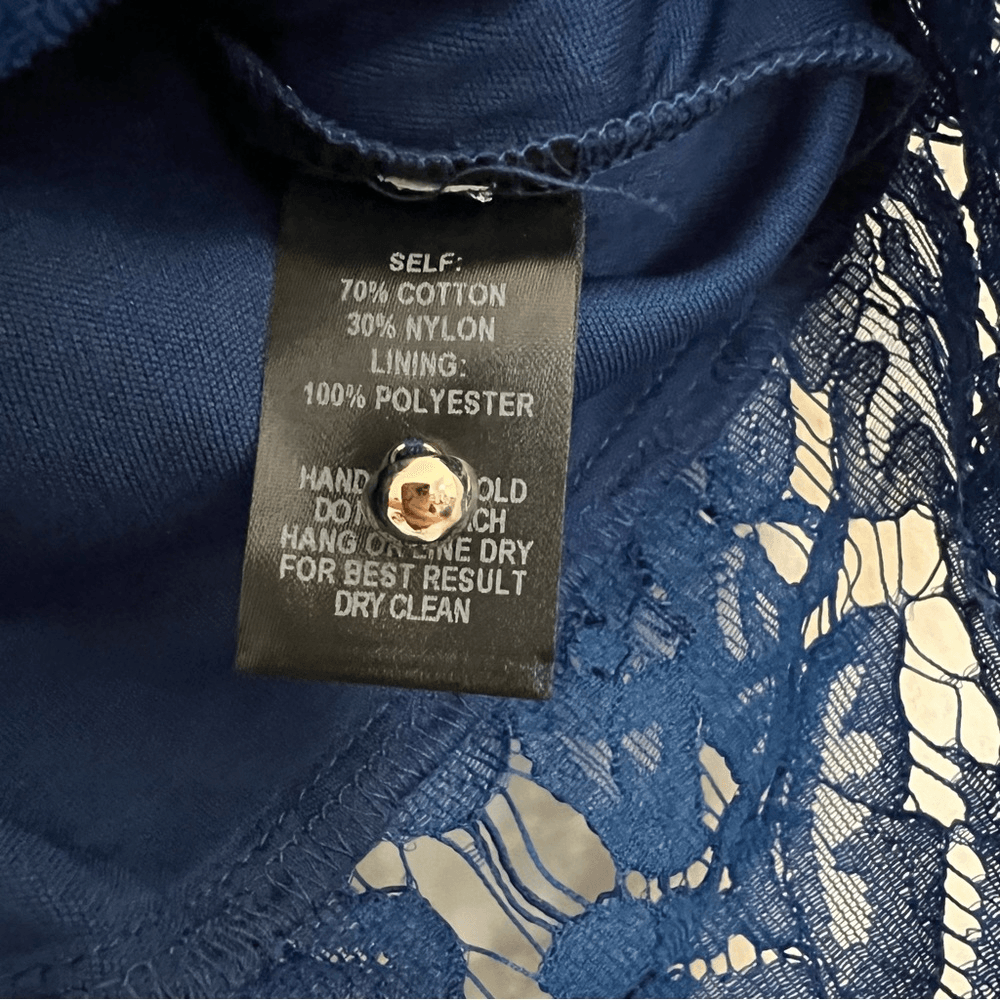 SELF:
70% COTTON
30% NYLON
LINING:
100% POLYESTER
HAND
DO
HANG OR LINE DRY
FOR BEST RESULT
DRY CLEAN